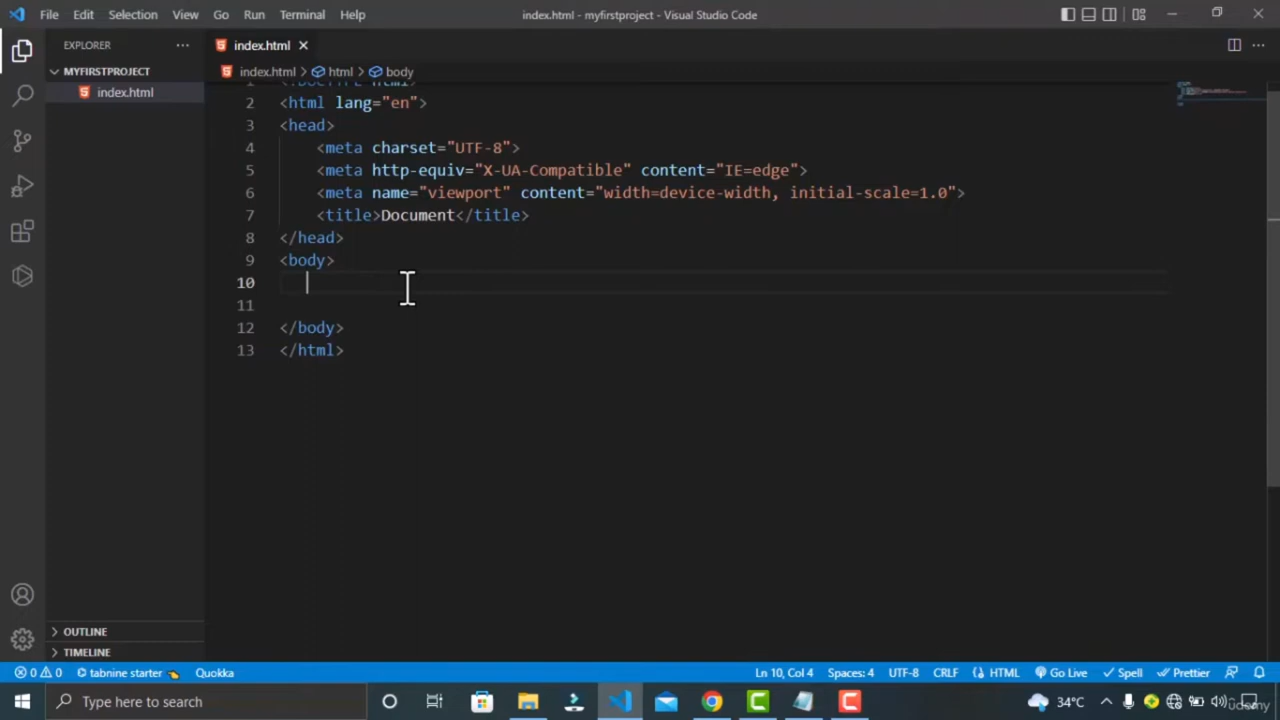 File Edit Selection View Go Run Terminal Help index.html - myfirstproject - Visual Studio Code
EXPLORER
MYFIRSTPROJECT
index.html
index.html
index.html > html > body
1 <!DOCTYPE html>
2 <html lang="en">
3 <head>
4 <meta charset="UTF-8">
5 <meta http-equiv="X-UA-Compatible" content="IE=edge">
6 <meta name="viewport" content="width=device-width, initial-scale=1.0">
7 <title>Document</title>
8 </head>
9 <body>
10
11
12 </body>
13 </html>
OUTLINE
TIMELINE
0 0 tabnine starter Quokka Ln 10, Col 4 Spaces: 4 UTF-8 CRLF HTML Go Live Spell Prettier
Type here to search 34°C
Udemy